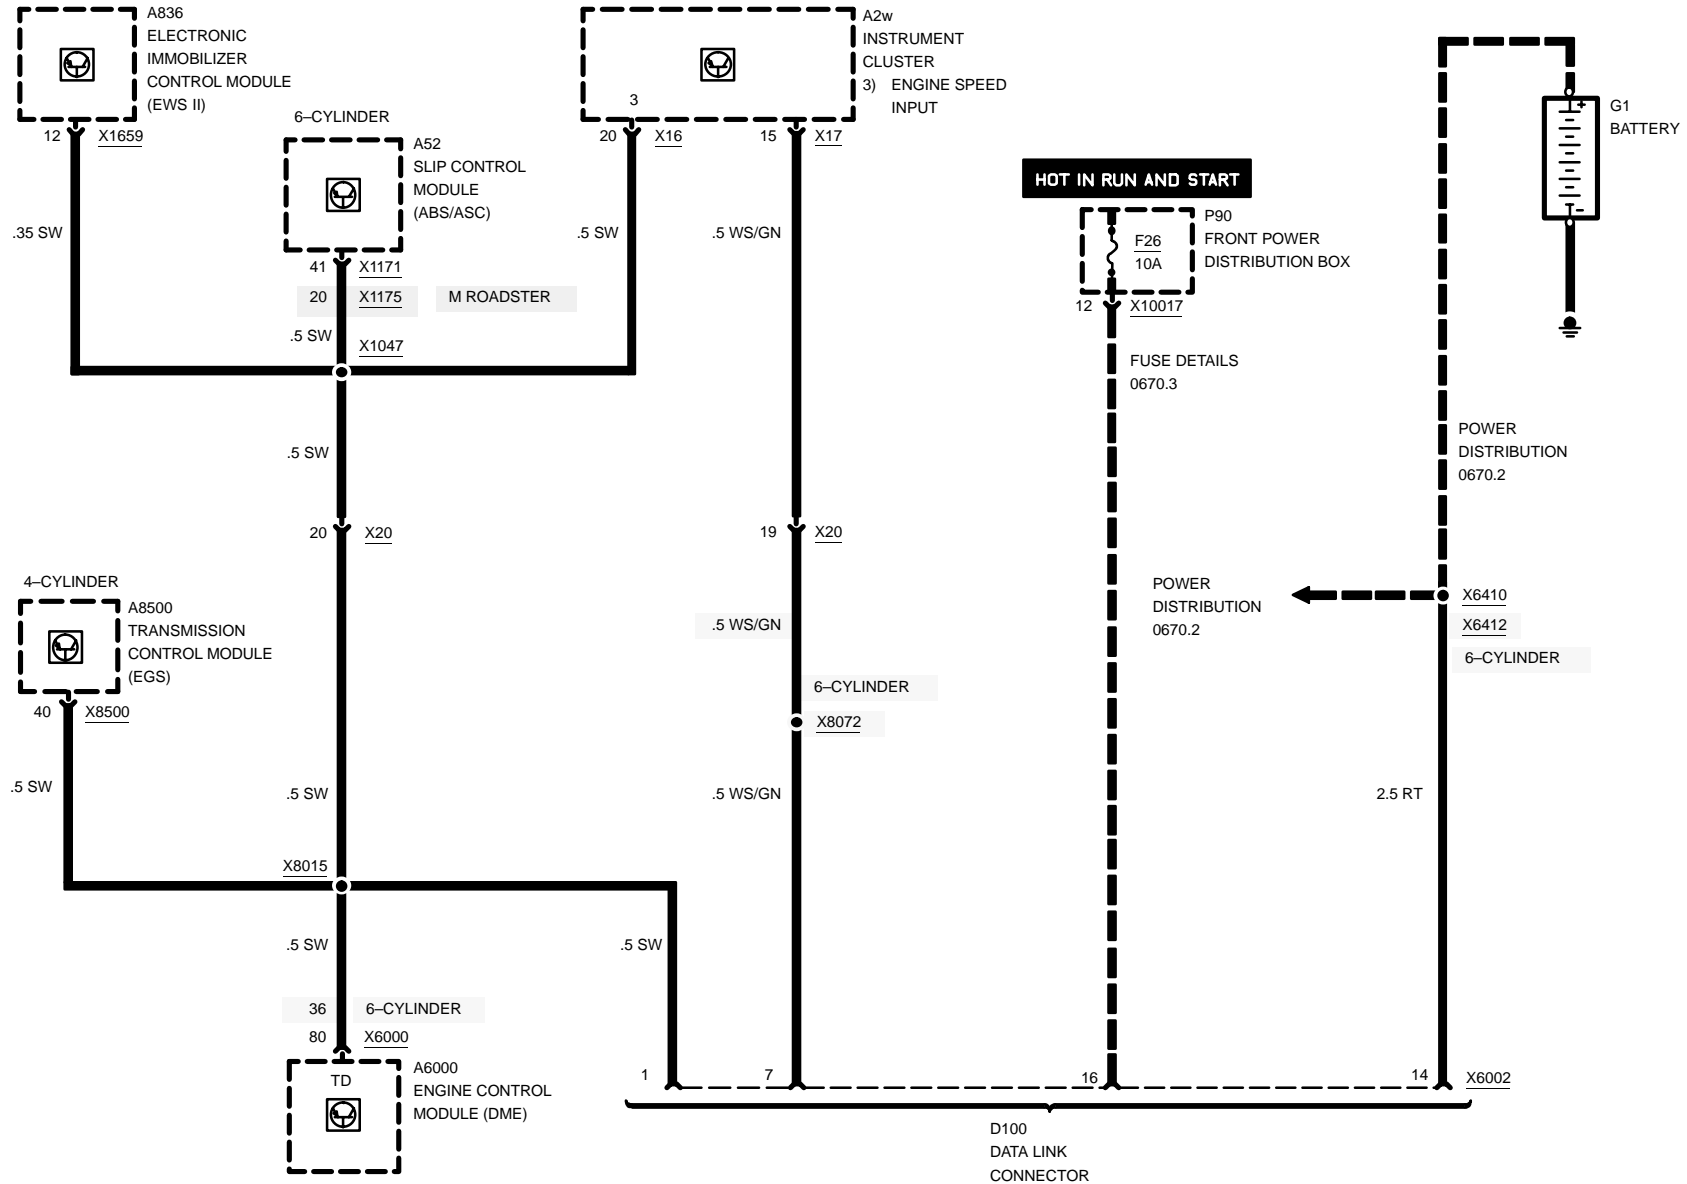 A836
ELECTRONIC
IMMOBILIZER
CONTROL MODULE
(EWS II)
12
X1659
.35 SW
6–CYLINDER
A52
SLIP CONTROL
MODULE
(ABS/ASC)
41
X1171
20
X1175
M ROADSTER
.5 SW
X1047
A2w
INSTRUMENT
CLUSTER
3) ENGINE SPEED
INPUT
3
20
X16
15
X17
.5 SW
.5 WS/GN
HOT IN RUN AND START
P90
FRONT POWER
DISTRIBUTION BOX
F26
10A
12
X10017
FUSE DETAILS
0670.3
+
-
G1
BATTERY
POWER
DISTRIBUTION
0670.2
.5 SW
20
X20
19
X20
4–CYLINDER
A8500
TRANSMISSION
CONTROL MODULE
(EGS)
40
X8500
.5 SW
.5 WS/GN
6–CYLINDER
X8072
POWER
DISTRIBUTION
0670.2
X6410
X6412
6–CYLINDER
.5 SW
.5 WS/GN
2.5 RT
X8015
.5 SW
.5 SW
36
6–CYLINDER
80
X6000
TD
A6000
ENGINE CONTROL
MODULE (DME)
1
7
16
14
X6002
D100
DATA LINK
CONNECTOR